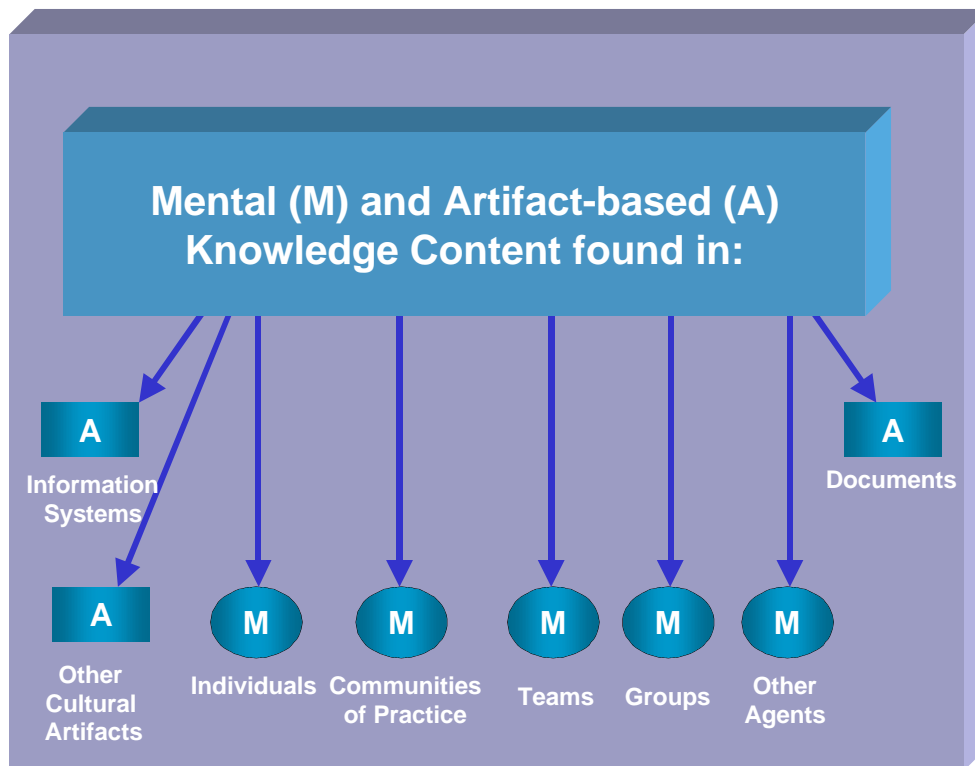 Mental (M) and Artifact-based (A)
Knowledge Content found in:
A
Information
Systems
A
Documents
A
Other
Cultural
Artifacts
M
Individuals
M
Communities
of Practice
M
Teams
M
Groups
M
Other
Agents